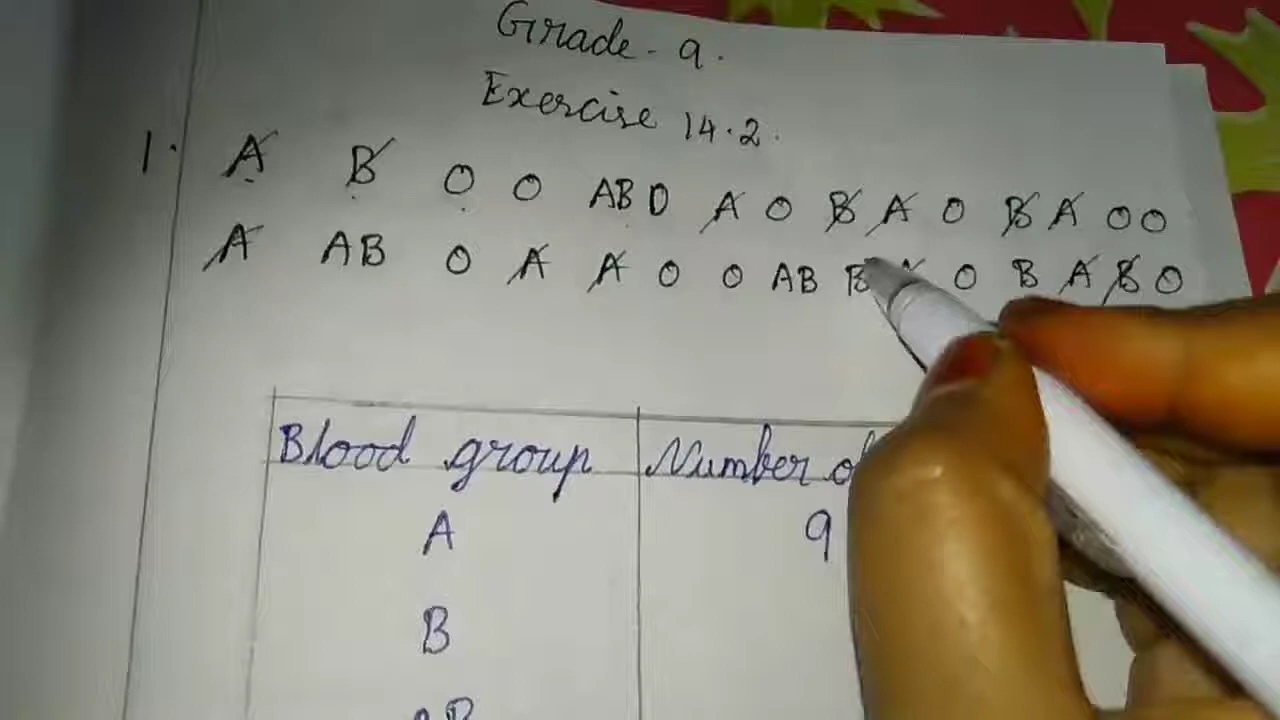 Grade - 9.
Exercise 14.2.
1. A B O O AB O A O B A O B A O O
A AB O A A O O AB B O B A B O
Blood group Number
A 9
B